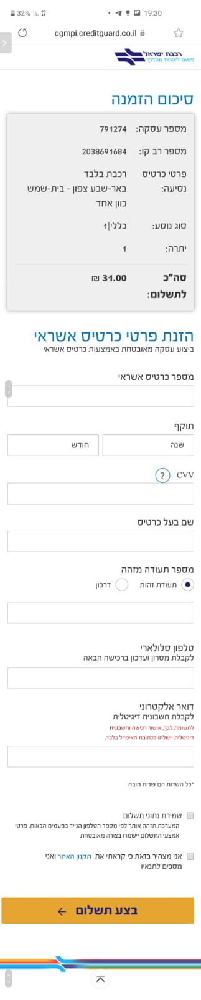 32% 19:30
cgmpi.creditguard.co.il
רכבת ישראל
פשוט ליהנות מהדרך
סיכום הזמנה
מספר עסקה: 791274
מספר רב קו: 2038691684
פרטי כרטיס רכבת בלבד
נסיעה: באר-שבע צפון - בית-שמש
כוון אחד
סוג נוסע: כללי|1
יתרה: 1
סה"כ 31.00 ₪
לתשלום:
הזנת פרטי כרטיס אשראי
ביצוע עסקה מאובטחת באמצעות כרטיס אשראי
מספר כרטיס אשראי
תוקף
שנה חודש
CVV ?
שם בעל כרטיס
מספר תעודה מזהה
תעודת זהות דרכון
טלפון סלולארי
לקבלת מסרון ועדכון ברכישה הבאה
דואר אלקטרוני
לקבלת חשבונית דיגיטלית
לתשומת לבך, אישור רכישה וחשבונית
דיגיטלית יישלחו לכתובת האימייל בלבד.
*כל השדות הם שדות חובה
שמירת נתוני תשלום
המערכת תזהה אותך לפי מספר הטלפון הנייד בפעמים הבאות, פרטי
אמצעי התשלום יישמרו בצורה מאובטחת
אני מצהיר בזאת כי קראתי את תקנון האתר ואני
מסכים לתנאיו
בצע תשלום